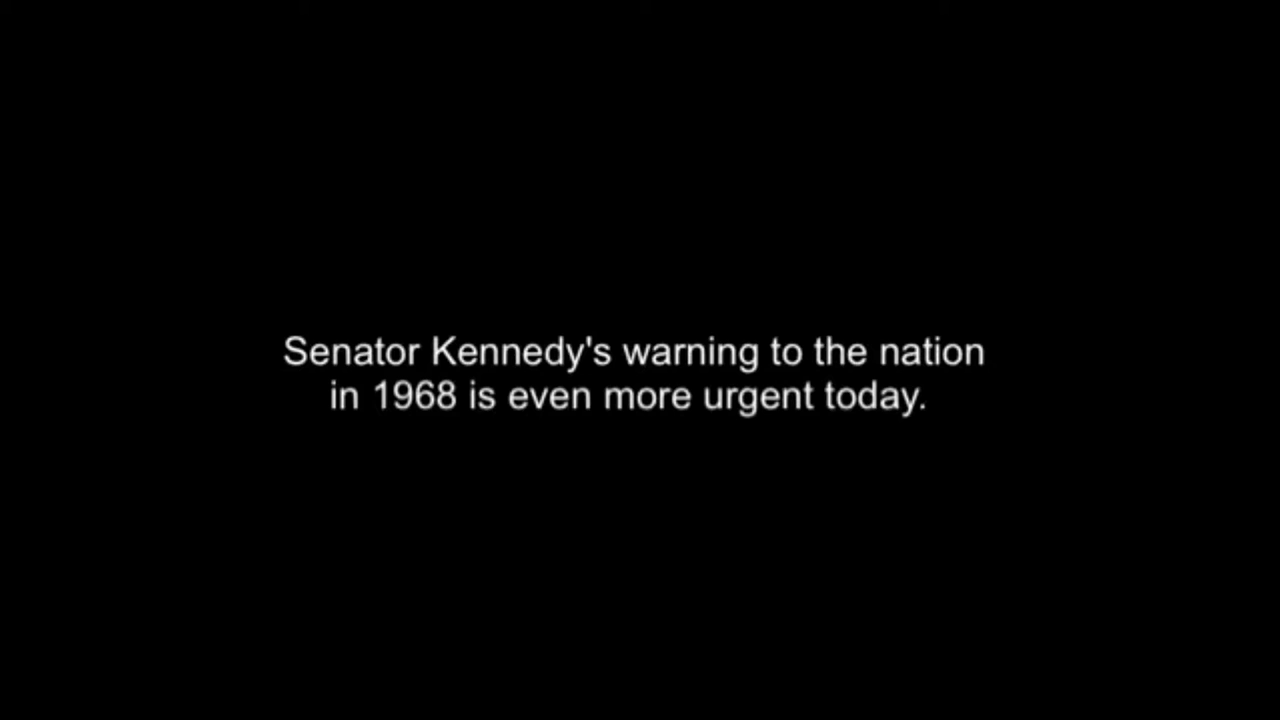 Senator Kennedy's warning to the nation
in 1968 is even more urgent today.